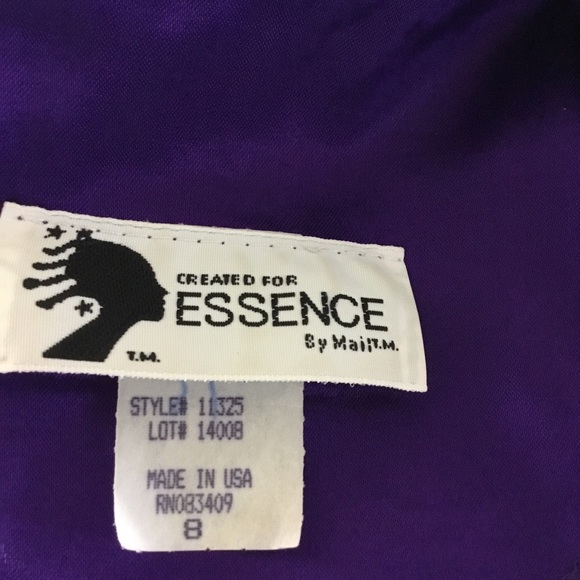 CREATED FOR
ESSENCE
By Mail T.M.
T.M.
STYLE# 11325
LOT# 14008
MADE IN USA
RN083409
8